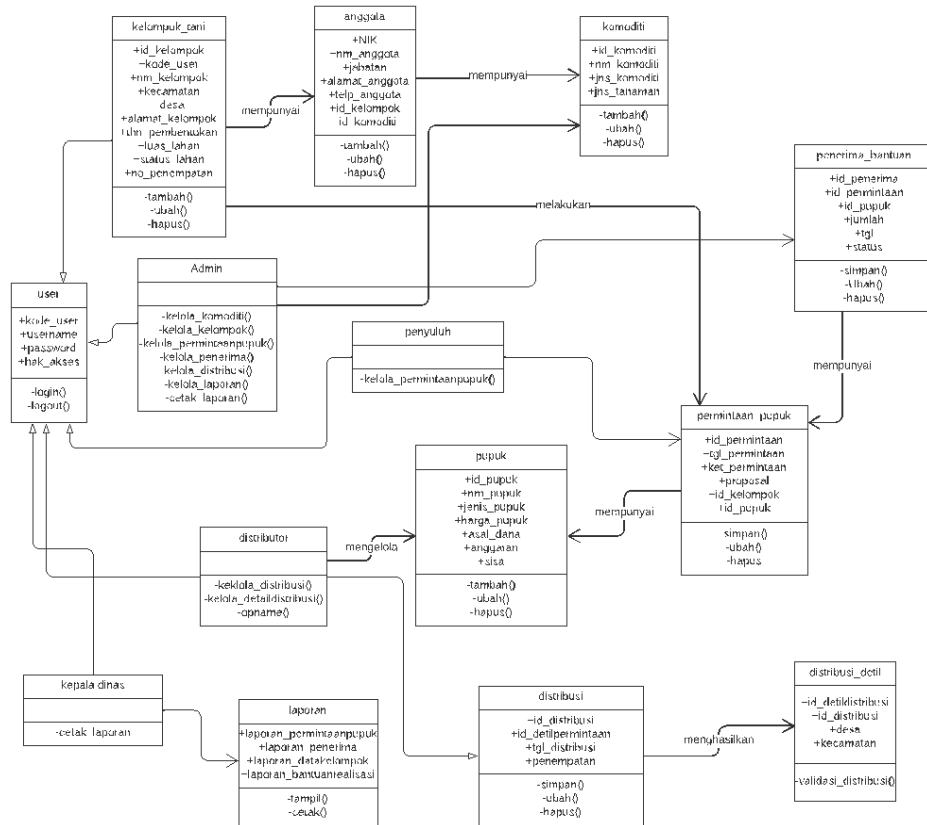 kelompok_tani
+id_kelompok
+kode_user
+nm_kelompok
+kecamatan
desa
+alamat_kelompok
+thn_pembentukan
+luas_lahan
+status_lahan
+no_penempatan
-tambah()
-ubah()
-hapus()
anggota
+NIK
+nm_anggota
+jabatan
+alamat_anggota
+telp_anggota
+id_kelompok
id_komoditi
-tambah()
-ubah()
-hapus()
komoditi
+id_komoditi
+nm_komoditi
+jns_komoditi
+jns_tanaman
-tambah()
-ubah()
-hapus()
mempunyai
mempunyai
penerima_bantuan
+id_penerima
+id_permintaan
+id_pupuk
+jumlah
+tgl
+status
-simpan()
-Ubah()
-hapus()
melakukan
user
+kode_user
+username
+password
+hak_akses
-login()
-logout()
Admin
-kelola_komoditi()
-kelola_kelompok()
-kelola_permintaanpupuk()
-kelola_penerima()
kelola_distribusi()
-kelola_laporan()
-cetak_laporan()
penyuluh
-kelola_permintaanpupuk()
mempunyai
permintaan_pupuk
+id_permintaan
+tgl_permintaan
+ket_permintaan
+proposal
+id_kelompok
+id_pupuk
simpan()
-ubah()
-hapus
pupuk
+id_pupuk
+nm_pupuk
+jenis_pupuk
+harga_pupuk
+asal_dana
+anggaran
+sisa
-tambah()
-ubah()
-hapus()
mempunyai
distributor
-keklola_distribusi()
-kelola_detaildistribusi()
-opname()
mengelola
kepala dinas
-cetak_laporan
laporan
+laporan_permintaanpupuk
+laporan_penerima
+laporan_datakelompok
+laporan_bantuanrealisasi
-tampil()
-cetak()
distribusi
+id_distribusi
+id_detilpermintaan
+tgl_distribusi
+penempatan
-simpan()
-ubah()
-hapus()
menghasilkan
distribusi_detil
+id_detildistribusi
+id_distribusi
+desa
+kecamatan
-validasi_distribusi()